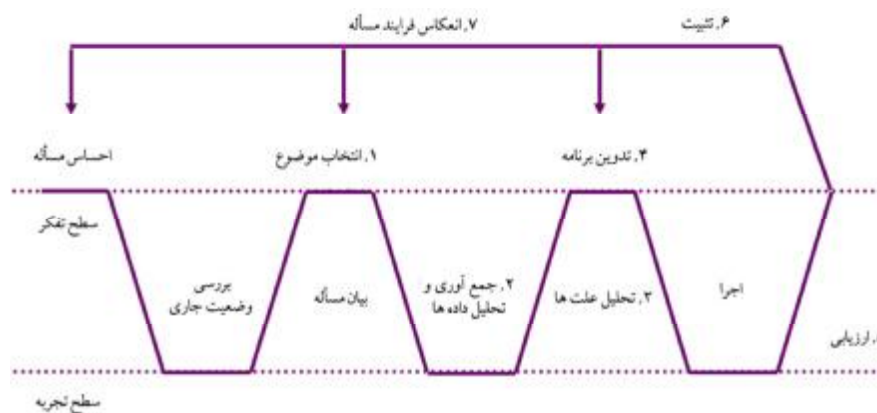 ۷. انعکاس فرایند مسأله
۶. تثبیت
احساس مسأله
۱. انتخاب موضوع
۴. تدوین برنامه
سطح تفکر
بررسی
وضعیت جاری
بیان مسأله
۲. جمع آوری و
تحلیل داده ها
۳. تحلیل علت ها
اجرا
. ارزیابی
سطح تجربه